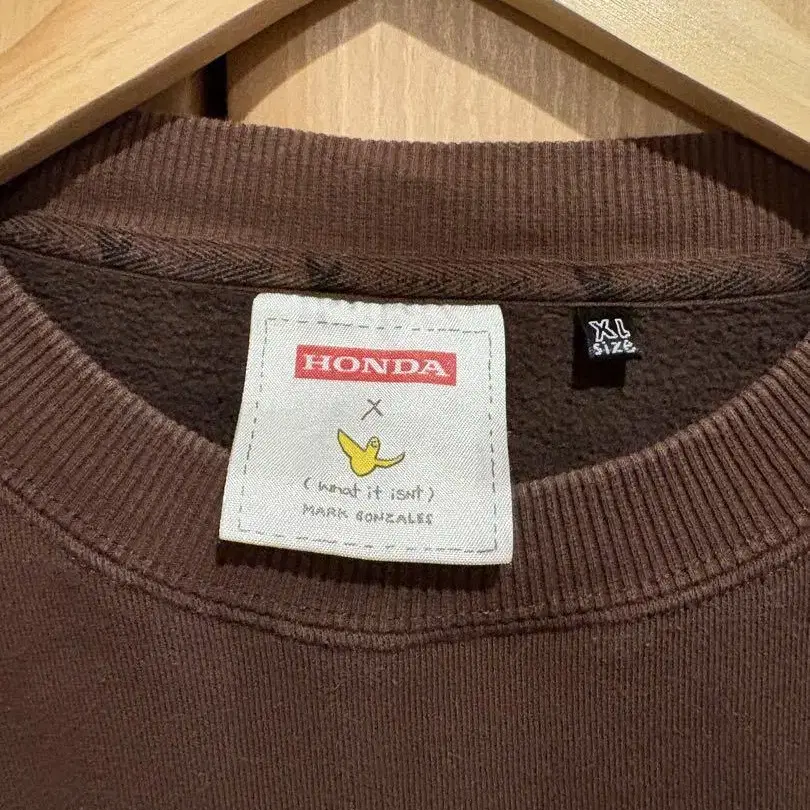 HONDA
X
(What it isNt)
MARK GONZALES
XL
size